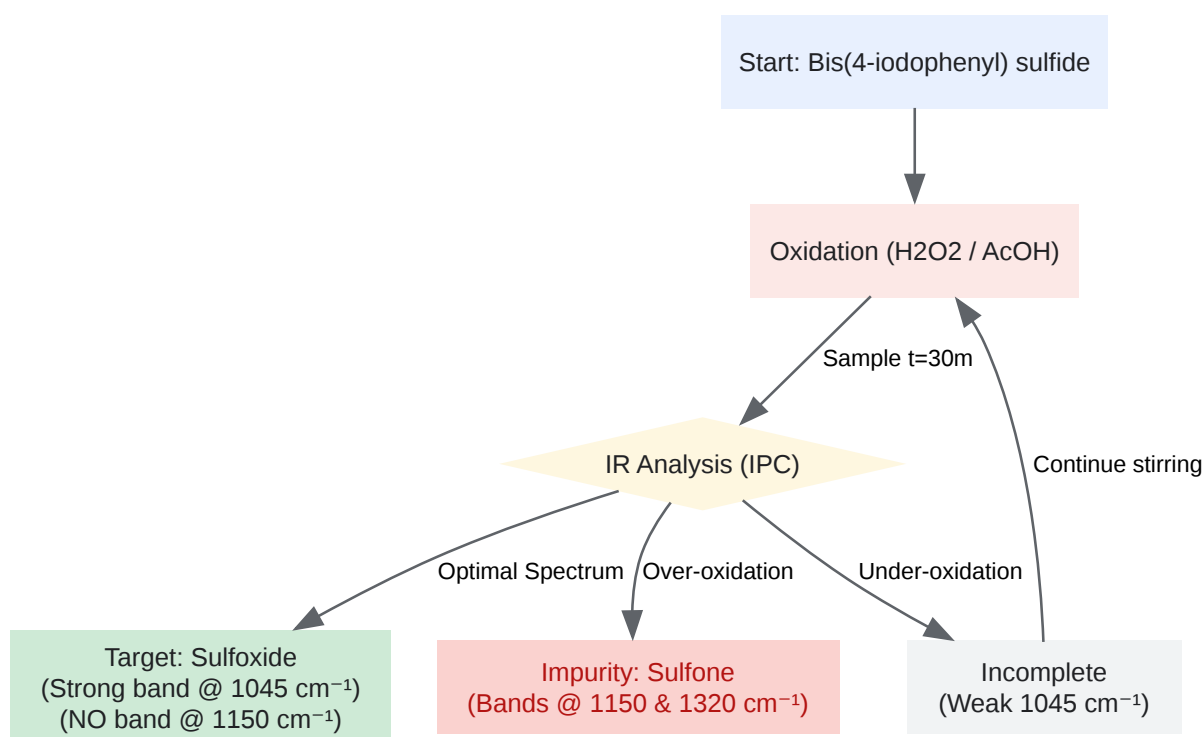 Start: Bis(4-iodophenyl) sulfide
Oxidation (H2O2 / AcOH)
Sample t=30m
IR Analysis (IPC)
Continue stirring
Optimal Spectrum
Over-oxidation
Under-oxidation
Target: Sulfoxide
(Strong band @ 1045 cm⁻¹)
(NO band @ 1150 cm⁻¹)
Impurity: Sulfone
(Bands @ 1150 & 1320 cm⁻¹)
Incomplete
(Weak 1045 cm⁻¹)